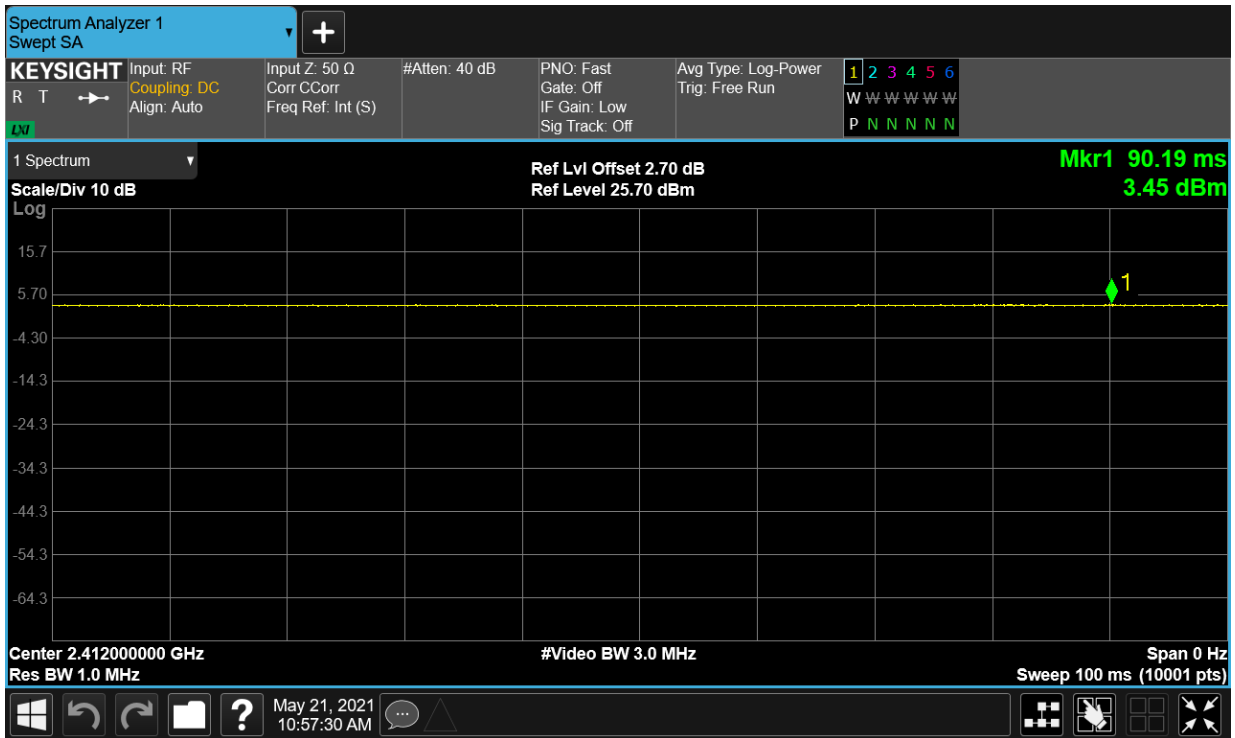 Spectrum Analyzer 1
Swept SA
KEYSIGHT
R T
LXI
Input: RF
Coupling: DC
Align: Auto
Input Z: 50 Ω
Corr CCorr
Freq Ref: Int (S)
#Atten: 40 dB
PNO: Fast
Gate: Off
IF Gain: Low
Sig Track: Off
Avg Type: Log-Power
Trig: Free Run
1 2 3 4 5 6
W W W W W W
P N N N N N
1 Spectrum
Scale/Div 10 dB
Log
Ref Lvl Offset 2.70 dB
Ref Level 25.70 dBm
Mkr1 90.19 ms
3.45 dBm
15.7
1
5.70
-4.30
-14.3
-24.3
-34.3
-44.3
-54.3
-64.3
Center 2.412000000 GHz
Res BW 1.0 MHz
#Video BW 3.0 MHz
Span 0 Hz
Sweep 100 ms (10001 pts)
?
May 21, 2021
10:57:30 AM